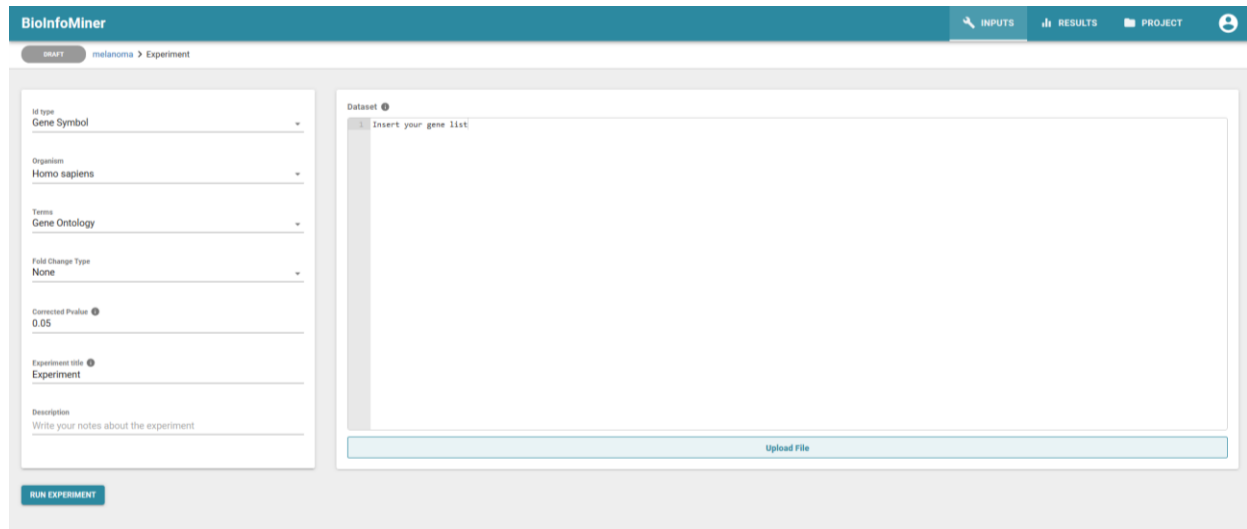 BioInfoMiner
INPUTS
RESULTS
PROJECT
DRAFT
melanoma > Experiment
Id type
Gene Symbol
Organism
Homo sapiens
Terms
Gene Ontology
Fold Change Type
None
Corrected Pvalue
0.05
Experiment title
Experiment
Description
Write your notes about the experiment
Dataset
1 Insert your gene list
Upload File
RUN EXPERIMENT